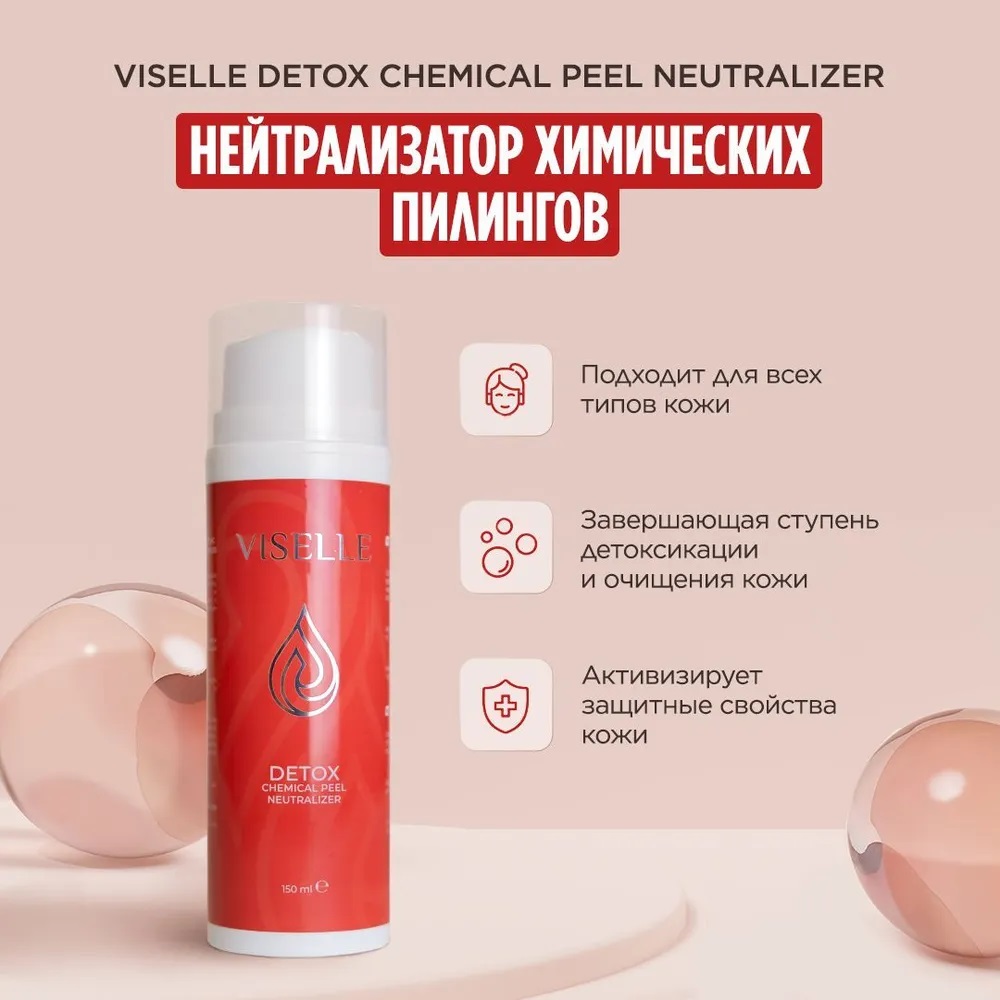 VISELLE DETOX CHEMICAL PEEL NEUTRALIZER
НЕЙТРАЛИЗАТОР ХИМИЧЕСКИХ
ПИЛИНГОВ
Подходит для всех
типов кожи
Завершающая ступень
детоксикации
и очищения кожи
Активизирует
защитные свойства
кожи
VISELLE
DETOX
CHEMICAL PEEL
NEUTRALIZER
150 ml ℮